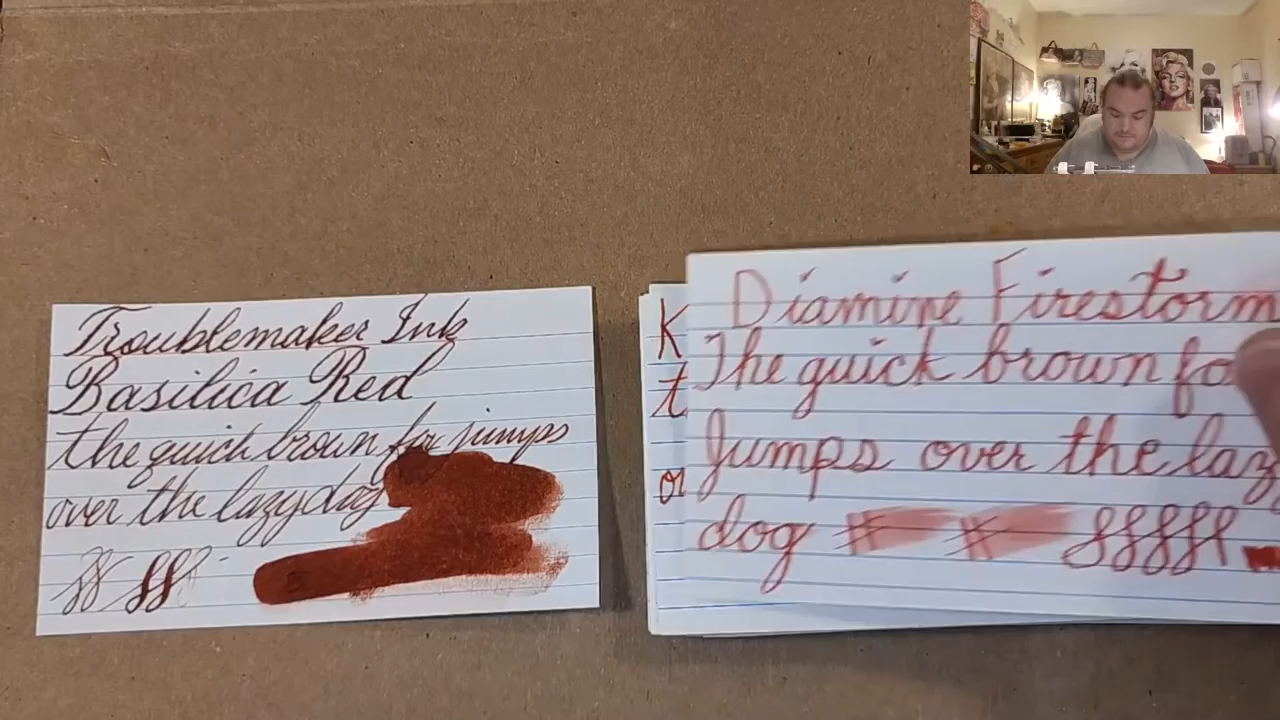 Troublemaker Ink
Basilica Red
the quick brown fox jumps
over the lazy dog
Diamine Firestorm
The quick brown fo
Jumps over the laz
dog
K
t
or